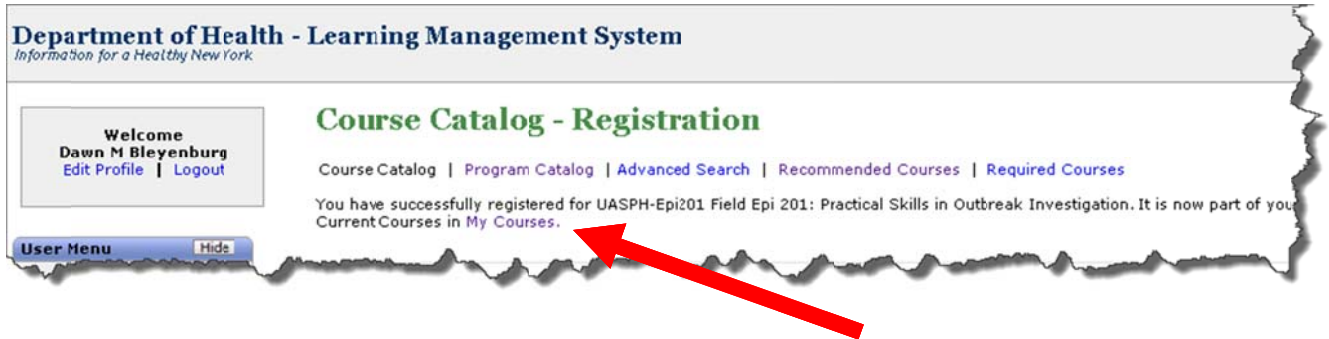 Department of Health - Learning Management System
Information for a Healthy New York
Welcome
Dawn M Bleyenburg
Edit Profile | Logout
User Menu Hide
Course Catalog - Registration
Course Catalog | Program Catalog | Advanced Search | Recommended Courses | Required Courses
You have successfully registered for UASPH-Epi201 Field Epi 201: Practical Skills in Outbreak Investigation. It is now part of you
Current Courses in My Courses.